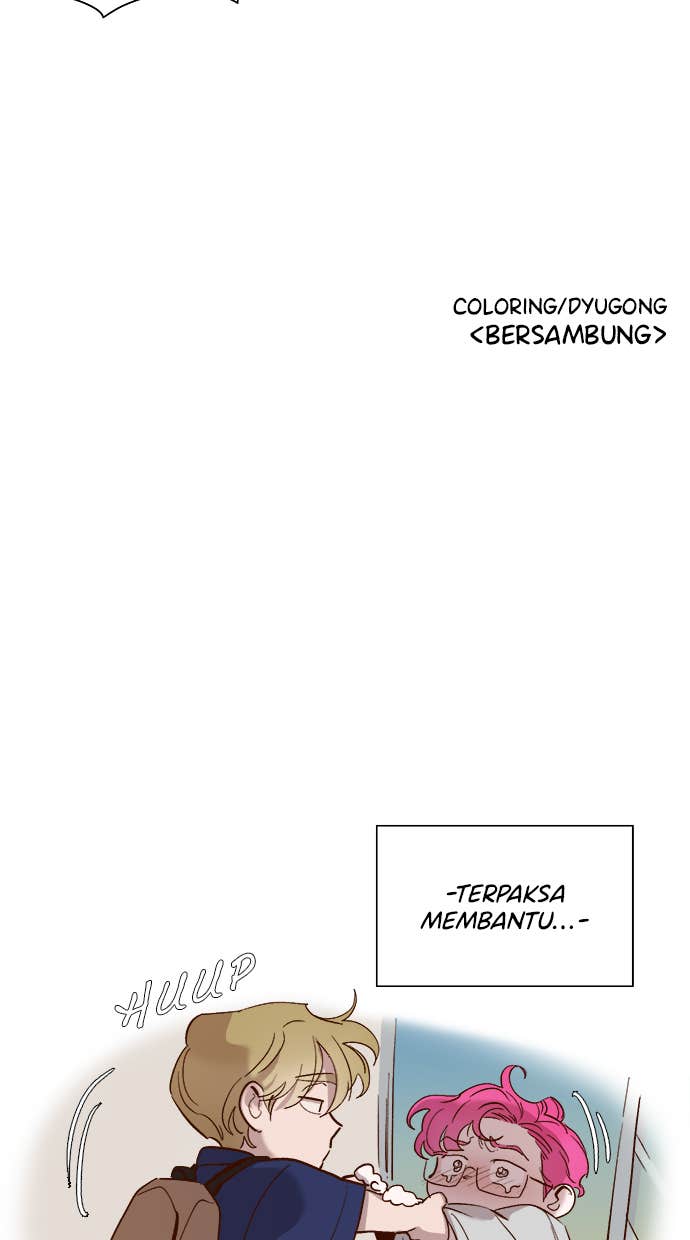 COLORING/DYUGONG
<BERSAMBUNG>
-TERPAKSA
MEMBANTU...-
HUUP